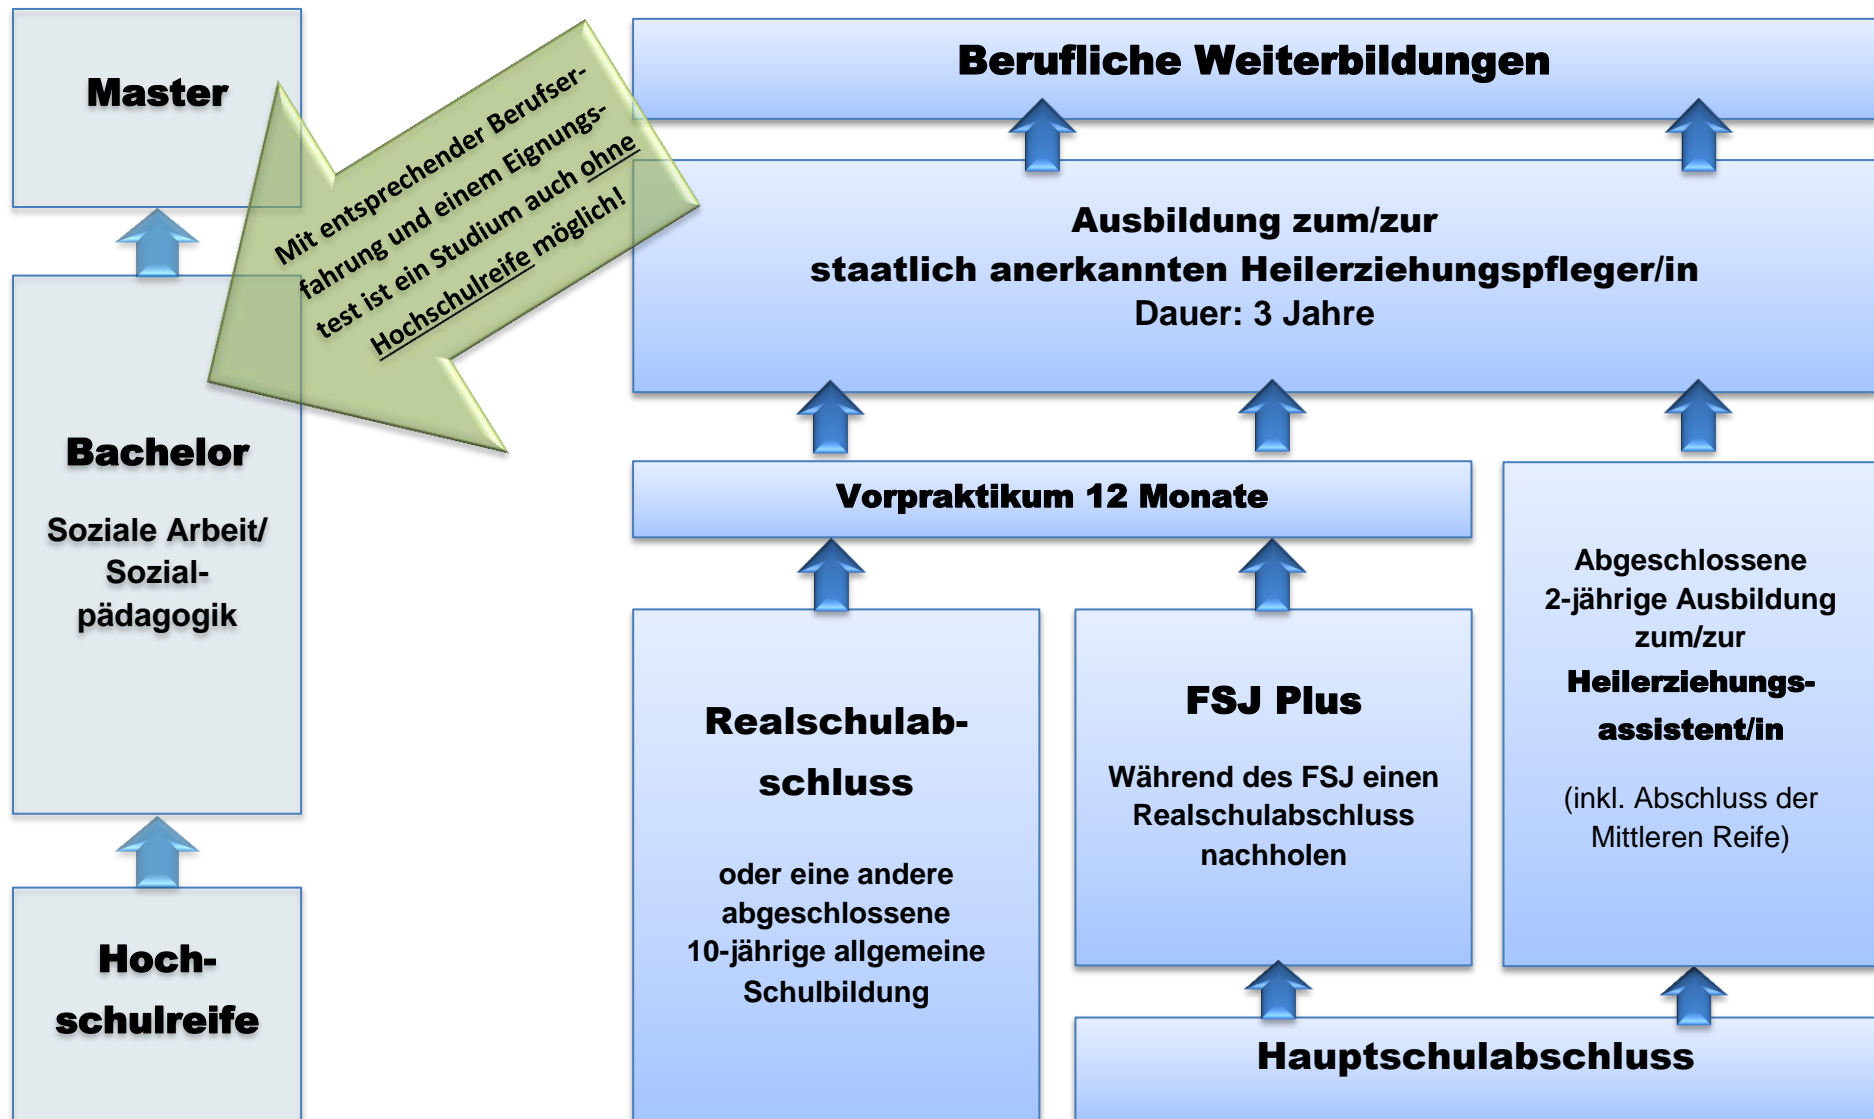 Master
Bachelor
Soziale Arbeit/
Sozial-
pädagogik
Hoch-
schulreife
Mit entsprechender Berufser-
fahrung und einem Eignungs-
test ist ein Studium auch ohne
Hochschulreife möglich!
Berufliche Weiterbildungen
Ausbildung zum/zur
staatlich anerkannten Heilerziehungspfleger/in
Dauer: 3 Jahre
Vorpraktikum 12 Monate
Realschulab-
schluss
oder eine andere
abgeschlossene
10-jährige allgemeine
Schulbildung
FSJ Plus
Während des FSJ einen
Realschulabschluss
nachholen
Abgeschlossene
2-jährige Ausbildung
zum/zur
Heilerziehungs-
assistent/in
(inkl. Abschluss der
Mittleren Reife)
Hauptschulabschluss